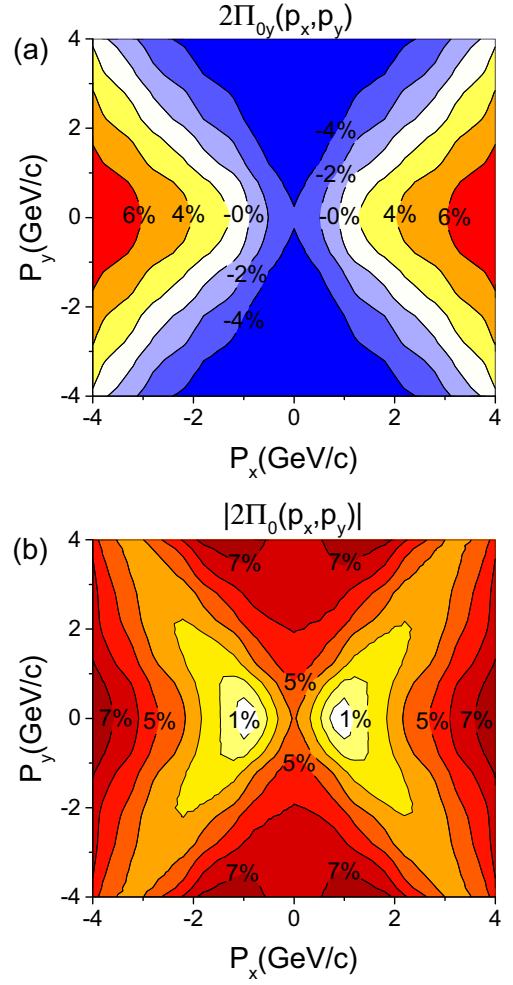 2Π0y(px,py)
(a)
4
2
0
-2
-4
-4%
-2%
6% 4% -0% -0% 4% 6%
-2%
-4%
Py(GeV/c)
-4 -2 0 2 4
Px(GeV/c)
|2Π0(px,py)|
(b)
4
2
0
-2
-4
7% 7%
5%
7% 5% 1% 1% 5% 7%
5%
7% 7%
Py(GeV/c)
-4 -2 0 2 4
Px(GeV/c)